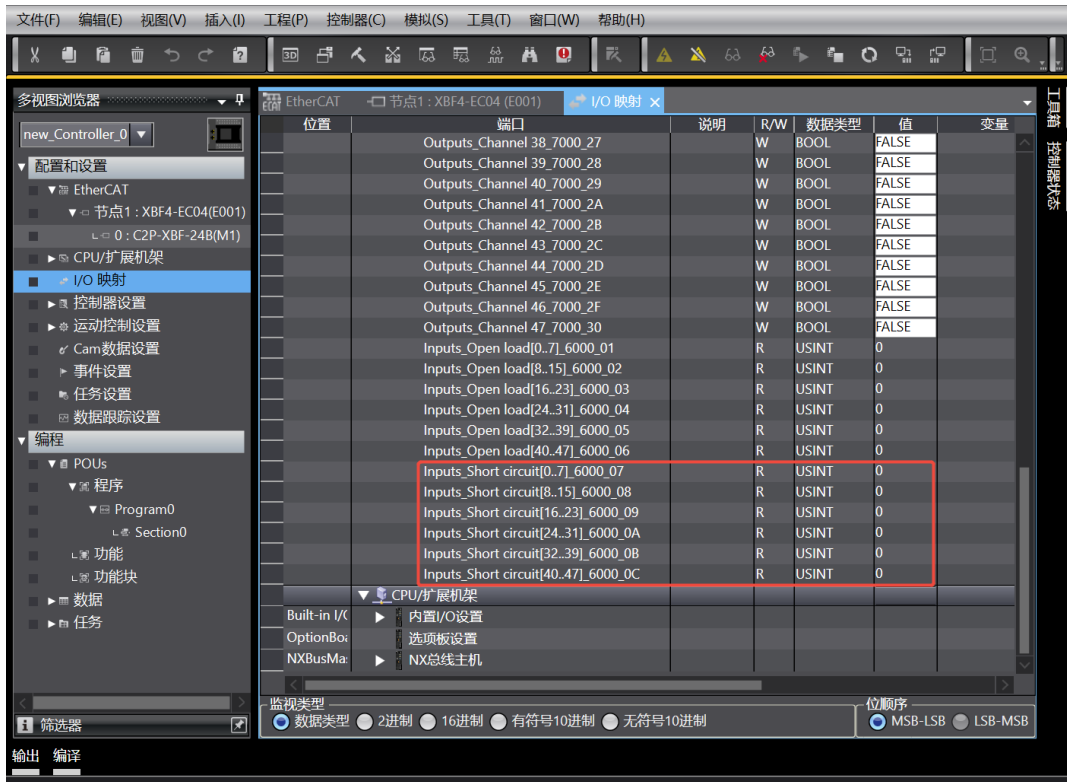 文件(F) 编辑(E) 视图(V) 插入(I) 工程(P) 控制器(C) 模拟(S) 工具(T) 窗口(W) 帮助(H)
多视图浏览器
new_Controller_0
配置和设置
EtherCAT
节点1 : XBF4-EC04(E001)
0 : C2P-XBF-24B(M1)
CPU/扩展机架
I/O 映射
控制器设置
运动控制设置
Cam数据设置
事件设置
任务设置
数据跟踪设置
编程
POUs
程序
Program0
Section0
功能
功能块
数据
任务
筛选器
EtherCAT 节点1 : XBF4-EC04 (E001) I/O 映射
位置 端口 说明 R/W 数据类型 值 变量
Outputs_Channel 38_7000_27 W BOOL FALSE
Outputs_Channel 39_7000_28 W BOOL FALSE
Outputs_Channel 40_7000_29 W BOOL FALSE
Outputs_Channel 41_7000_2A W BOOL FALSE
Outputs_Channel 42_7000_2B W BOOL FALSE
Outputs_Channel 43_7000_2C W BOOL FALSE
Outputs_Channel 44_7000_2D W BOOL FALSE
Outputs_Channel 45_7000_2E W BOOL FALSE
Outputs_Channel 46_7000_2F W BOOL FALSE
Outputs_Channel 47_7000_30 W BOOL FALSE
Inputs_Open load[0..7]_6000_01 R USINT 0
Inputs_Open load[8..15]_6000_02 R USINT 0
Inputs_Open load[16..23]_6000_03 R USINT 0
Inputs_Open load[24..31]_6000_04 R USINT 0
Inputs_Open load[32..39]_6000_05 R USINT 0
Inputs_Open load[40..47]_6000_06 R USINT 0
Inputs_Short circuit[0..7]_6000_07 R USINT 0
Inputs_Short circuit[8..15]_6000_08 R USINT 0
Inputs_Short circuit[16..23]_6000_09 R USINT 0
Inputs_Short circuit[24..31]_6000_0A R USINT 0
Inputs_Short circuit[32..39]_6000_0B R USINT 0
Inputs_Short circuit[40..47]_6000_0C R USINT 0
CPU/扩展机架
Built-in I/( 内置I/O设置
OptionBo 选项板设置
NXBusMa: NX总线主机
监视类型
数据类型 2进制 16进制 有符号10进制 无符号10进制
位顺序
MSB-LSB LSB-MSB
工具箱
控制器状态
输出 编译